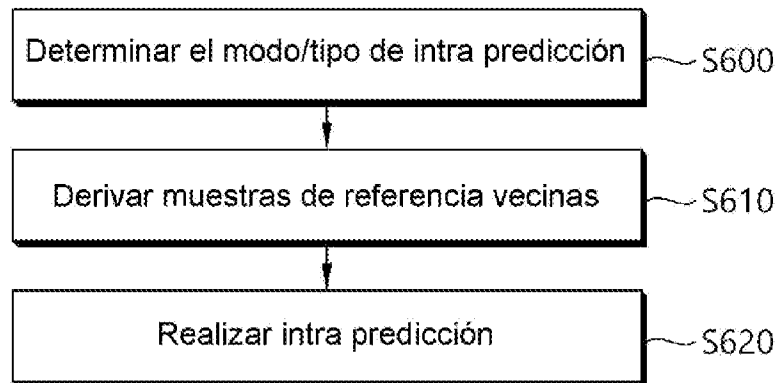 Determinar el modo/tipo de intra predicción
S600
Derivar muestras de referencia vecinas
S610
Realizar intra predicción
S620